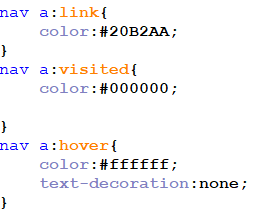 nav a:link{
color:#20B2AA;
}
nav a:visited{
color:#000000;
}
nav a:hover{
color:#ffffff;
text-decoration:none;
}